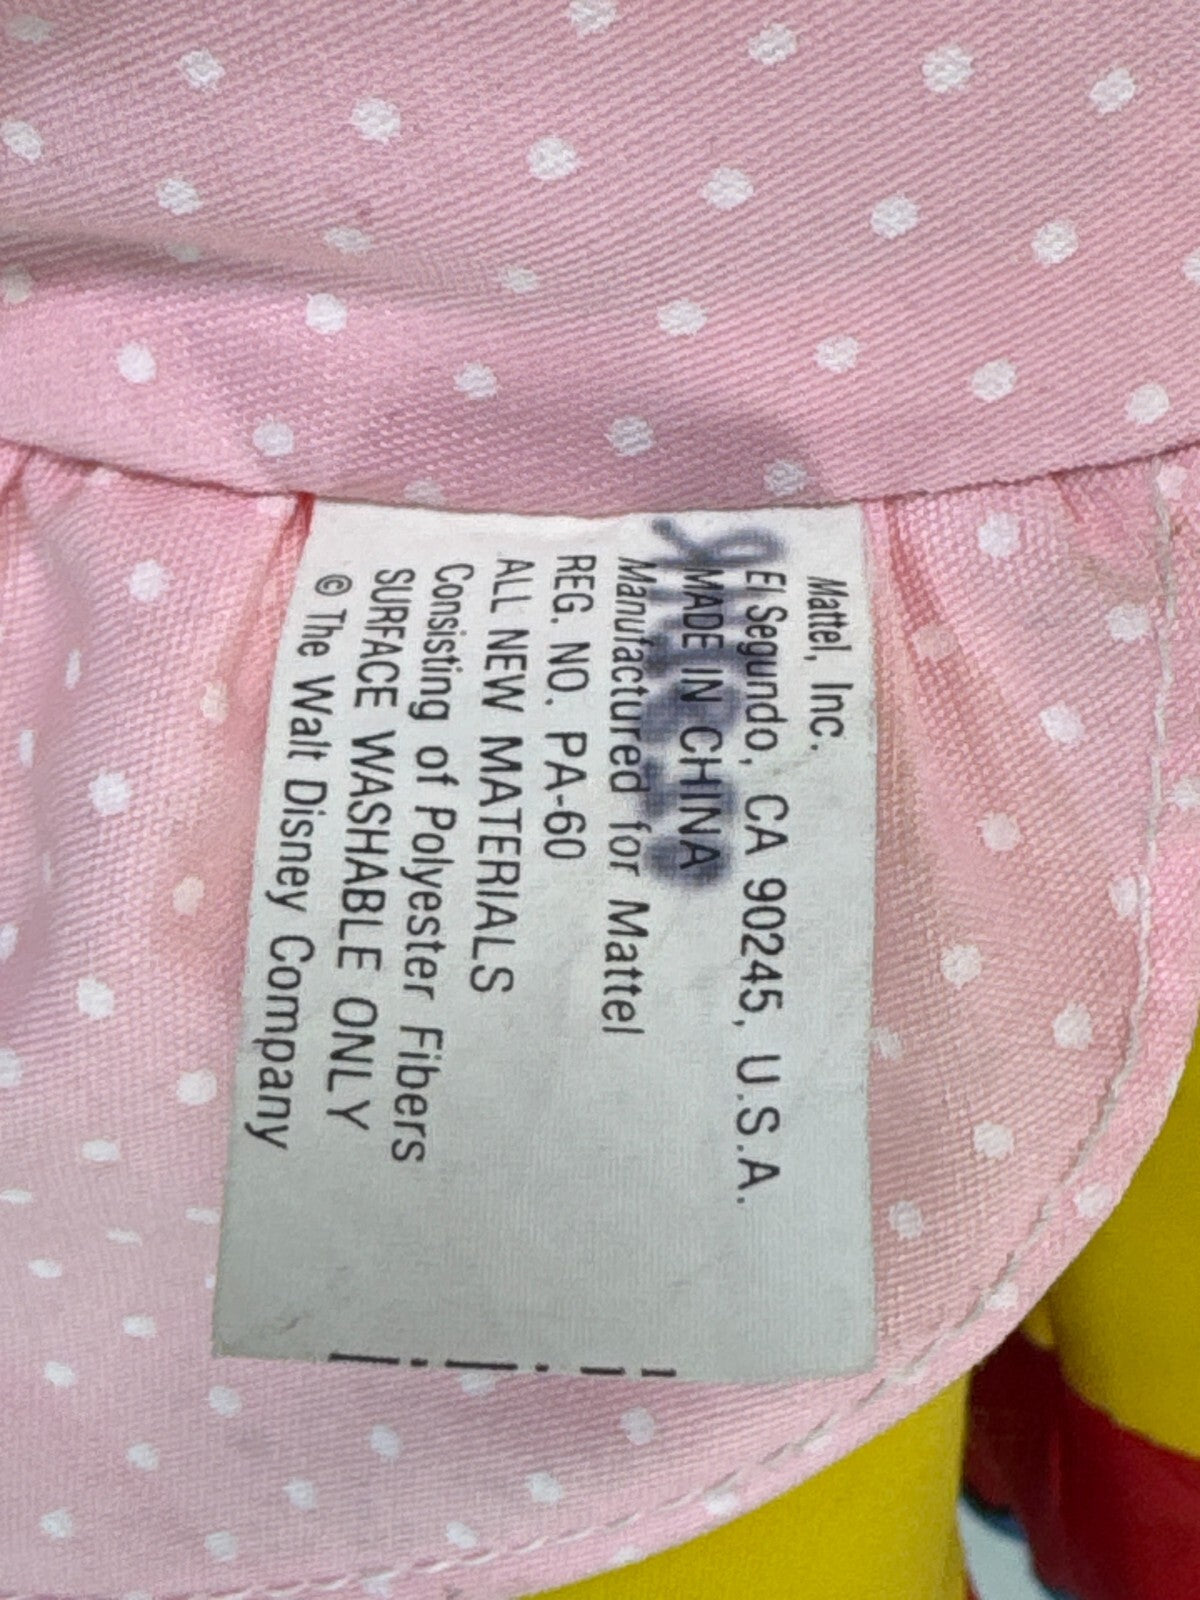 Mattel, Inc.
El Segundo, CA 90245, U.S.A.
MADE IN CHINA
Manufactured for Mattel
REG. NO. PA-60
ALL NEW MATERIALS
Consisting of Polyester Fibers
SURFACE WASHABLE ONLY
© The Walt Disney Company